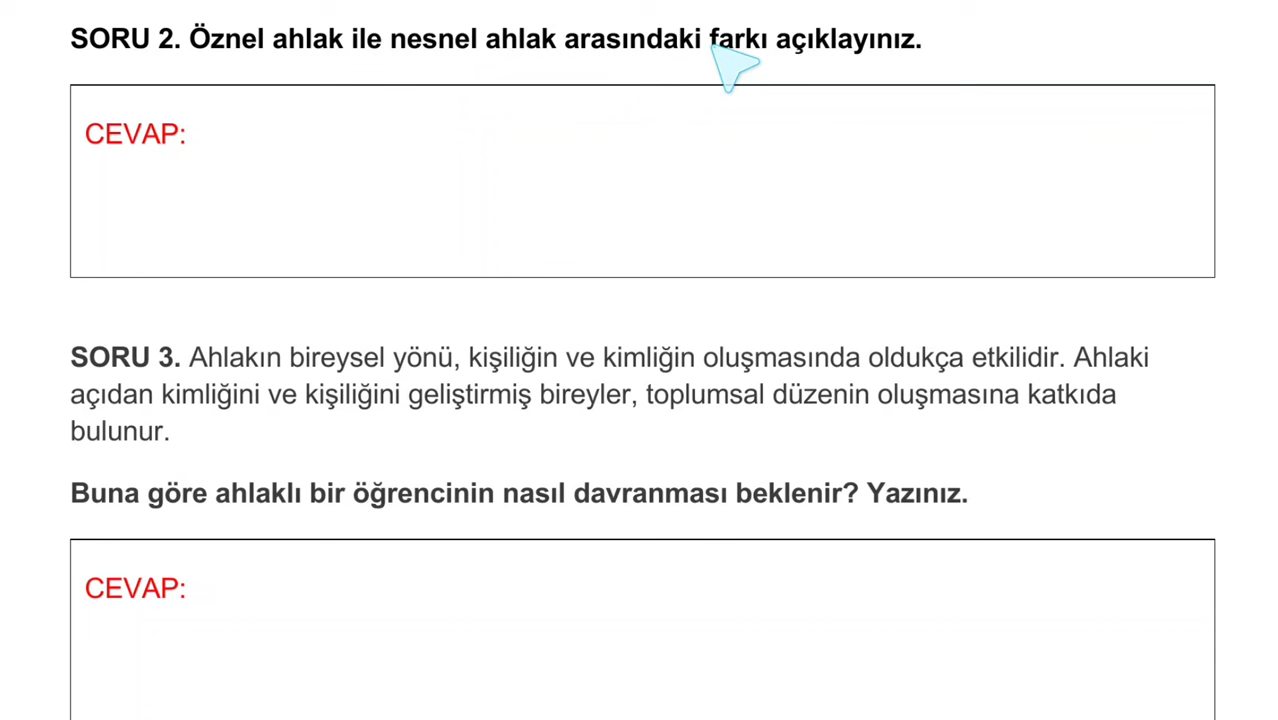 SORU 2. Öznel ahlak ile nesnel ahlak arasındaki farkı açıklayınız.
CEVAP:
SORU 3. Ahlakın bireysel yönü, kişiliğin ve kimliğin oluşmasında oldukça etkilidir. Ahlaki
açıdan kimliğini ve kişiliğini geliştirmiş bireyler, toplumsal düzenin oluşmasına katkıda
bulunur.
Buna göre ahlaklı bir öğrencinin nasıl davranması beklenir? Yazınız.
CEVAP: